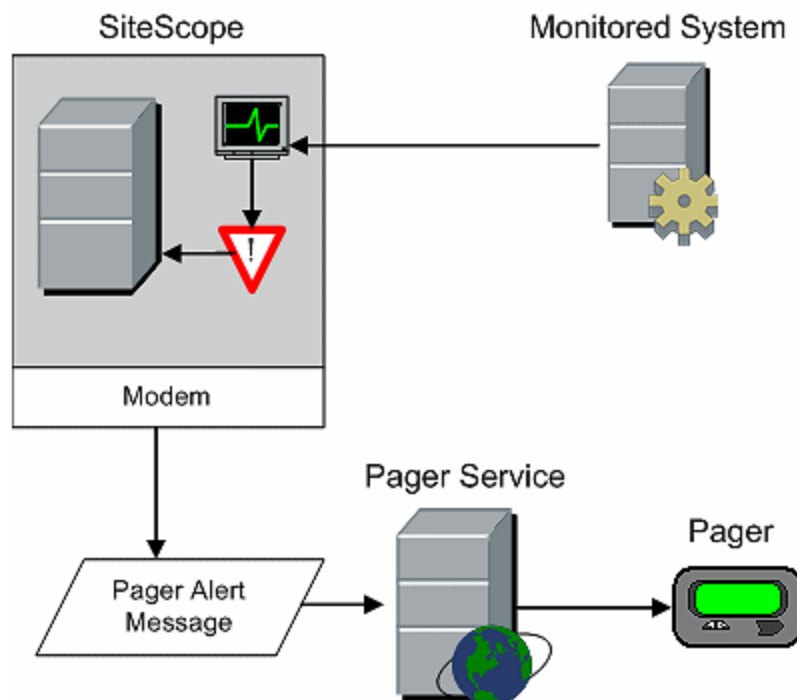 SiteScope
Monitored System
!
Modem
Pager Service
Pager
Pager Alert
Message